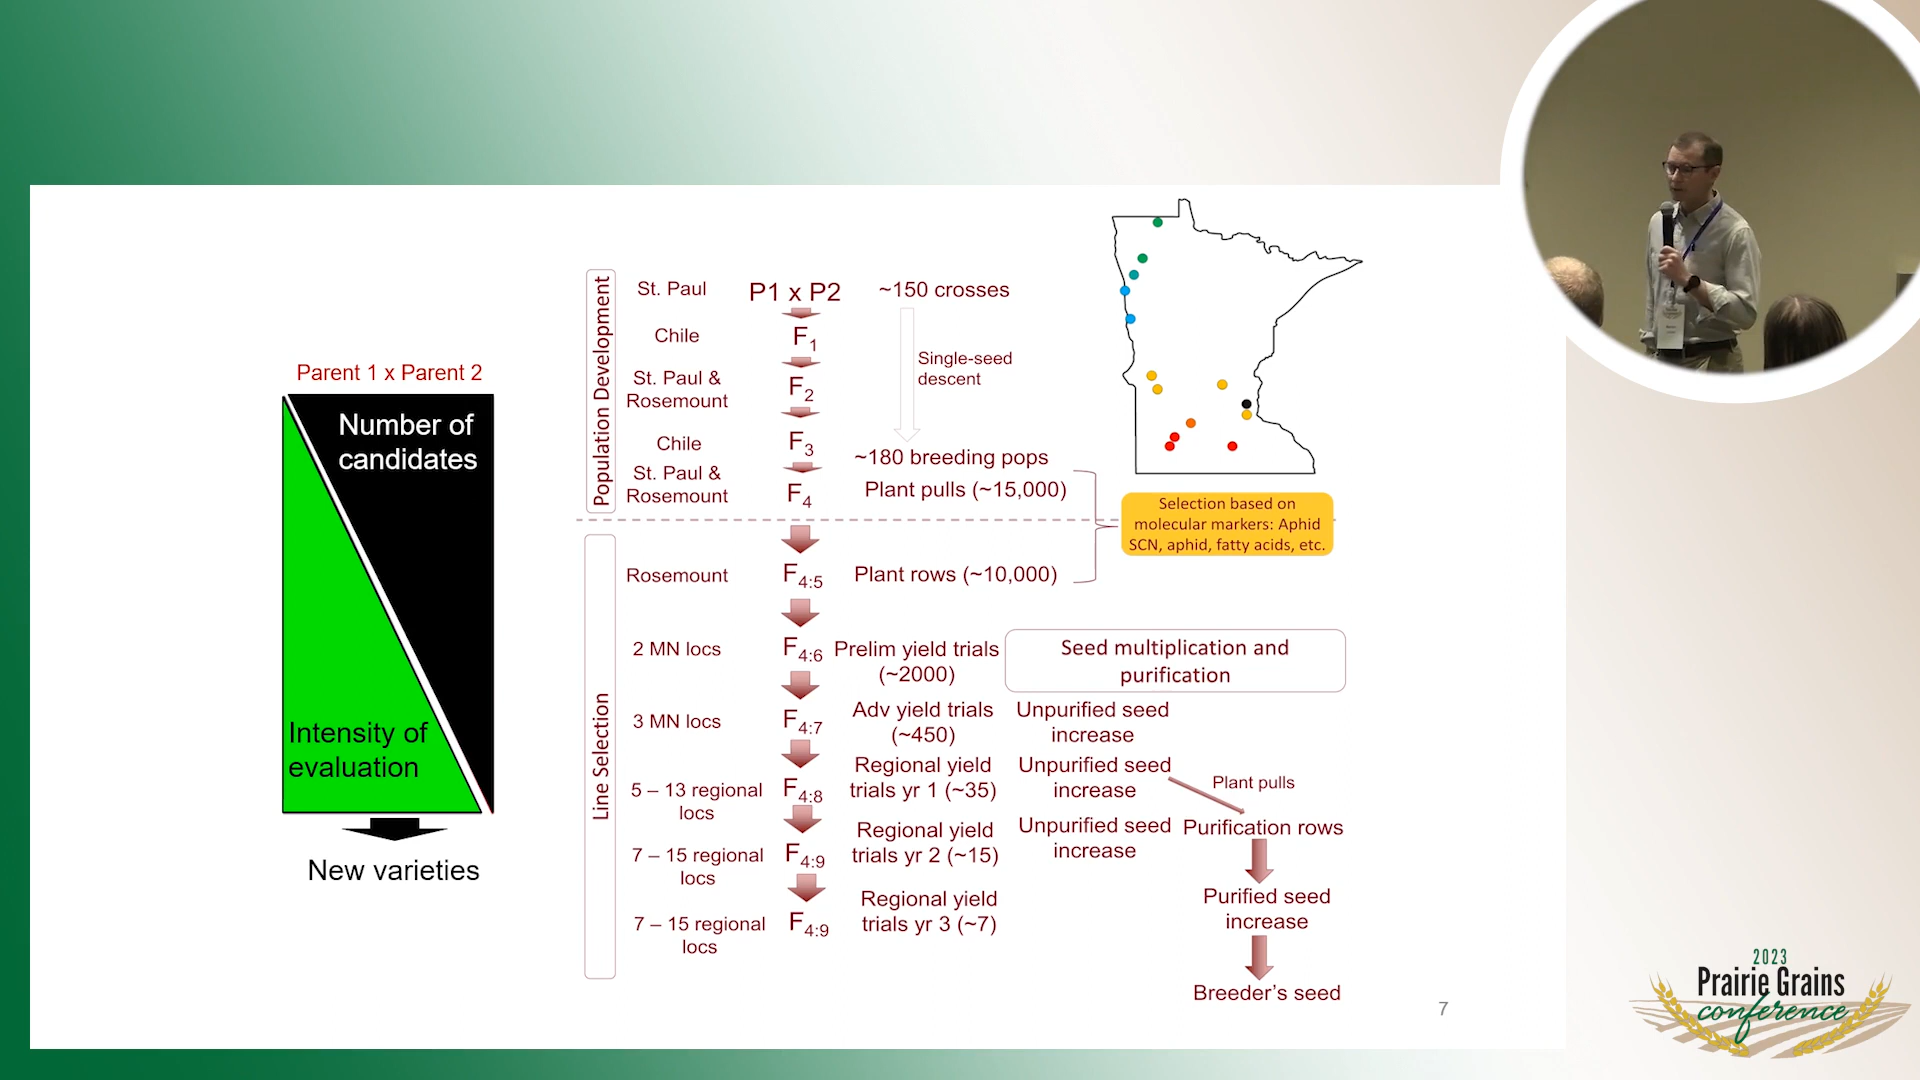 Parent 1 x Parent 2
Number of
candidates
Intensity of
evaluation
New varieties
Population Development
St. Paul
P1 x P2
~150 crosses
Chile
F1
Single-seed
descent
St. Paul &
Rosemount
F2
Chile
F3
~180 breeding pops
St. Paul &
Rosemount
F4
Plant pulls (~15,000)
Selection based on
molecular markers: Aphid
SCN, aphid, fatty acids, etc.
Line Selection
Rosemount
F4:5
Plant rows (~10,000)
2 MN locs
F4:6
Prelim yield trials
(~2000)
Seed multiplication and
purification
3 MN locs
F4:7
Adv yield trials
(~450)
Unpurified seed
increase
5 – 13 regional
locs
F4:8
Regional yield
trials yr 1 (~35)
Unpurified seed
increase
Plant pulls
7 – 15 regional
locs
F4:9
Regional yield
trials yr 2 (~15)
Unpurified seed
increase
Purification rows
Purified seed
increase
7 – 15 regional
locs
F4:9
Regional yield
trials yr 3 (~7)
Breeder's seed
7
2023
Prairie Grains
conference